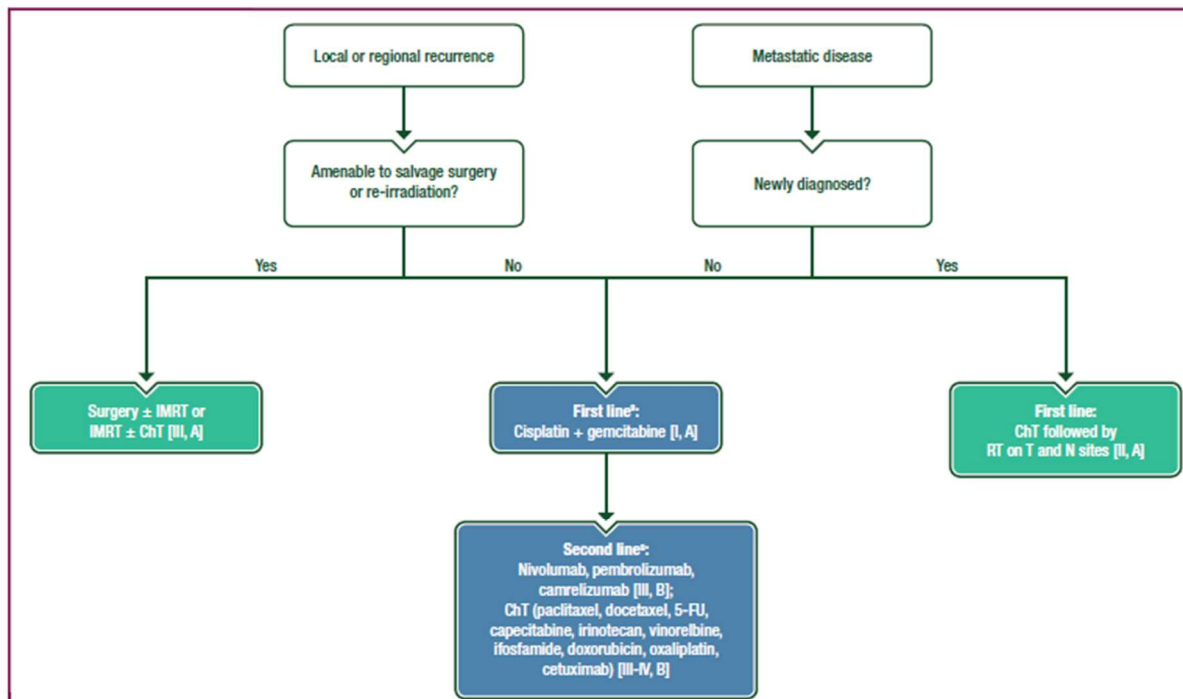 Local or regional recurrence
Metastatic disease
Amenable to salvage surgery
or re-irradiation?
Newly diagnosed?
Yes
No
No
Yes
Surgery ± IMRT or
IMRT ± ChT [III, A]
First lineᵃ:
Cisplatin + gemcitabine [I, A]
First line:
ChT followed by
RT on T and N sites [II, A]
Second lineᵃ:
Nivolumab, pembrolizumab,
camrelizumab [III, B];
ChT (paclitaxel, docetaxel, 5-FU,
capecitabine, irinotecan, vinorelbine,
ifosfamide, doxorubicin, oxaliplatin,
cetuximab) [III-IV, B]